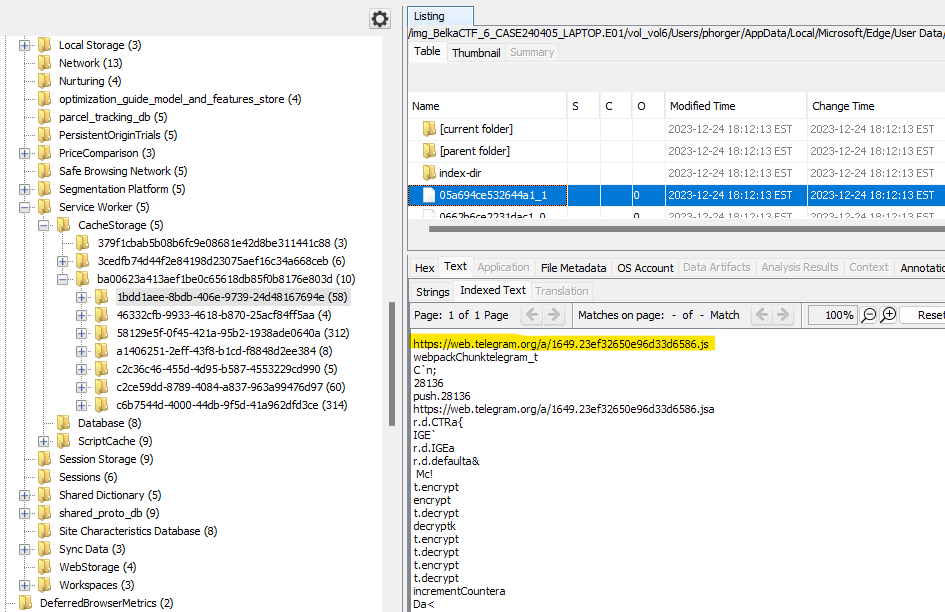 Local Storage (3)
Network (13)
Nurturing (4)
optimization_guide_model_and_features_store (4)
parcel_tracking_db (5)
PersistentOriginTrials (5)
PriceComparison (3)
Safe Browsing Network (5)
Segmentation Platform (5)
Service Worker (5)
CacheStorage (5)
379f1cbab5b08b6fc9e08681e42d8be311441c88 (3)
3cedfb74d44f2e84198d23075aef16c34a668ceb (6)
ba00623a413aef1be0c65618db85f0b8176e803d (10)
1bdd1aee-8bdb-406e-9739-24d48167694e (58)
46332cfb-9933-4618-b870-25acf84ff5aa (4)
58129e5f-0f45-421a-95b2-1938ade0640a (312)
a1406251-2eff-43f8-b1cd-f8848d2ee384 (8)
c2c36c46-455d-4d95-b587-4553229cd990 (5)
c2ce59dd-8789-4084-a837-963a99476d97 (60)
c6b7544d-4000-44db-9f5d-41a962dfd3ce (314)
Database (8)
ScriptCache (9)
Session Storage (9)
Sessions (6)
Shared Dictionary (5)
shared_proto_db (9)
Site Characteristics Database (8)
Sync Data (3)
WebStorage (4)
Workspaces (3)
DeferredBrowserMetrics (2)
Listing
/img_BelkaCTF_6_CASE240405_LAPTOP.E01/vol_vol6/Users/phorger/AppData/Local/Microsoft/Edge/User Data/
Table Thumbnail Summary
Name S C O Modified Time Change Time
[current folder] 2023-12-24 18:12:13 EST 2023-12-24 18:12:13 EST
[parent folder] 2023-12-24 18:12:13 EST 2023-12-24 18:12:13 EST
index-dir 2023-12-24 18:12:13 EST 2023-12-24 18:12:13 EST
05a694ce532644a1_1 0 2023-12-24 18:12:13 EST 2023-12-24 18:12:13 EST
0662b6ce2231dac1_0 0 2023-12-24 18:12:13 EST 2023-12-24 18:12:13 EST
Hex Text Application File Metadata OS Account Data Artifacts Analysis Results Context Annotatio
Strings Indexed Text Translation
Page: 1 of 1 Page Matches on page: - of - Match 100% Reset
https://web.telegram.org/a/1649.23ef32650e96d33d6586.js
webpackChunktelegram_t
C`n;
28136
push.28136
https://web.telegram.org/a/1649.23ef32650e96d33d6586.jsa
r.d.CTRa{
IGE`
r.d.IGEa
r.d.defaulta&
Mc!
t.encrypt
encrypt
t.decrypt
decryptk
t.encrypt
t.decrypt
t.encrypt
t.decrypt
incrementCountera
Da<